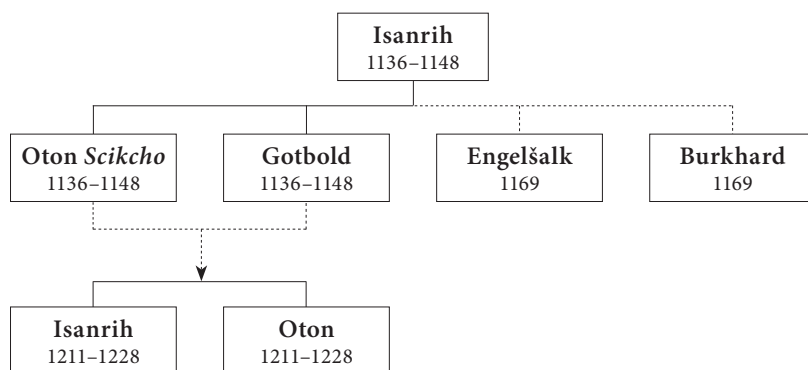 Isanrih
1136–1148
Oton Scikcho
1136–1148
Gotbold
1136–1148
Engelšalk
1169
Burkhard
1169
Isanrih
1211–1228
Oton
1211–1228